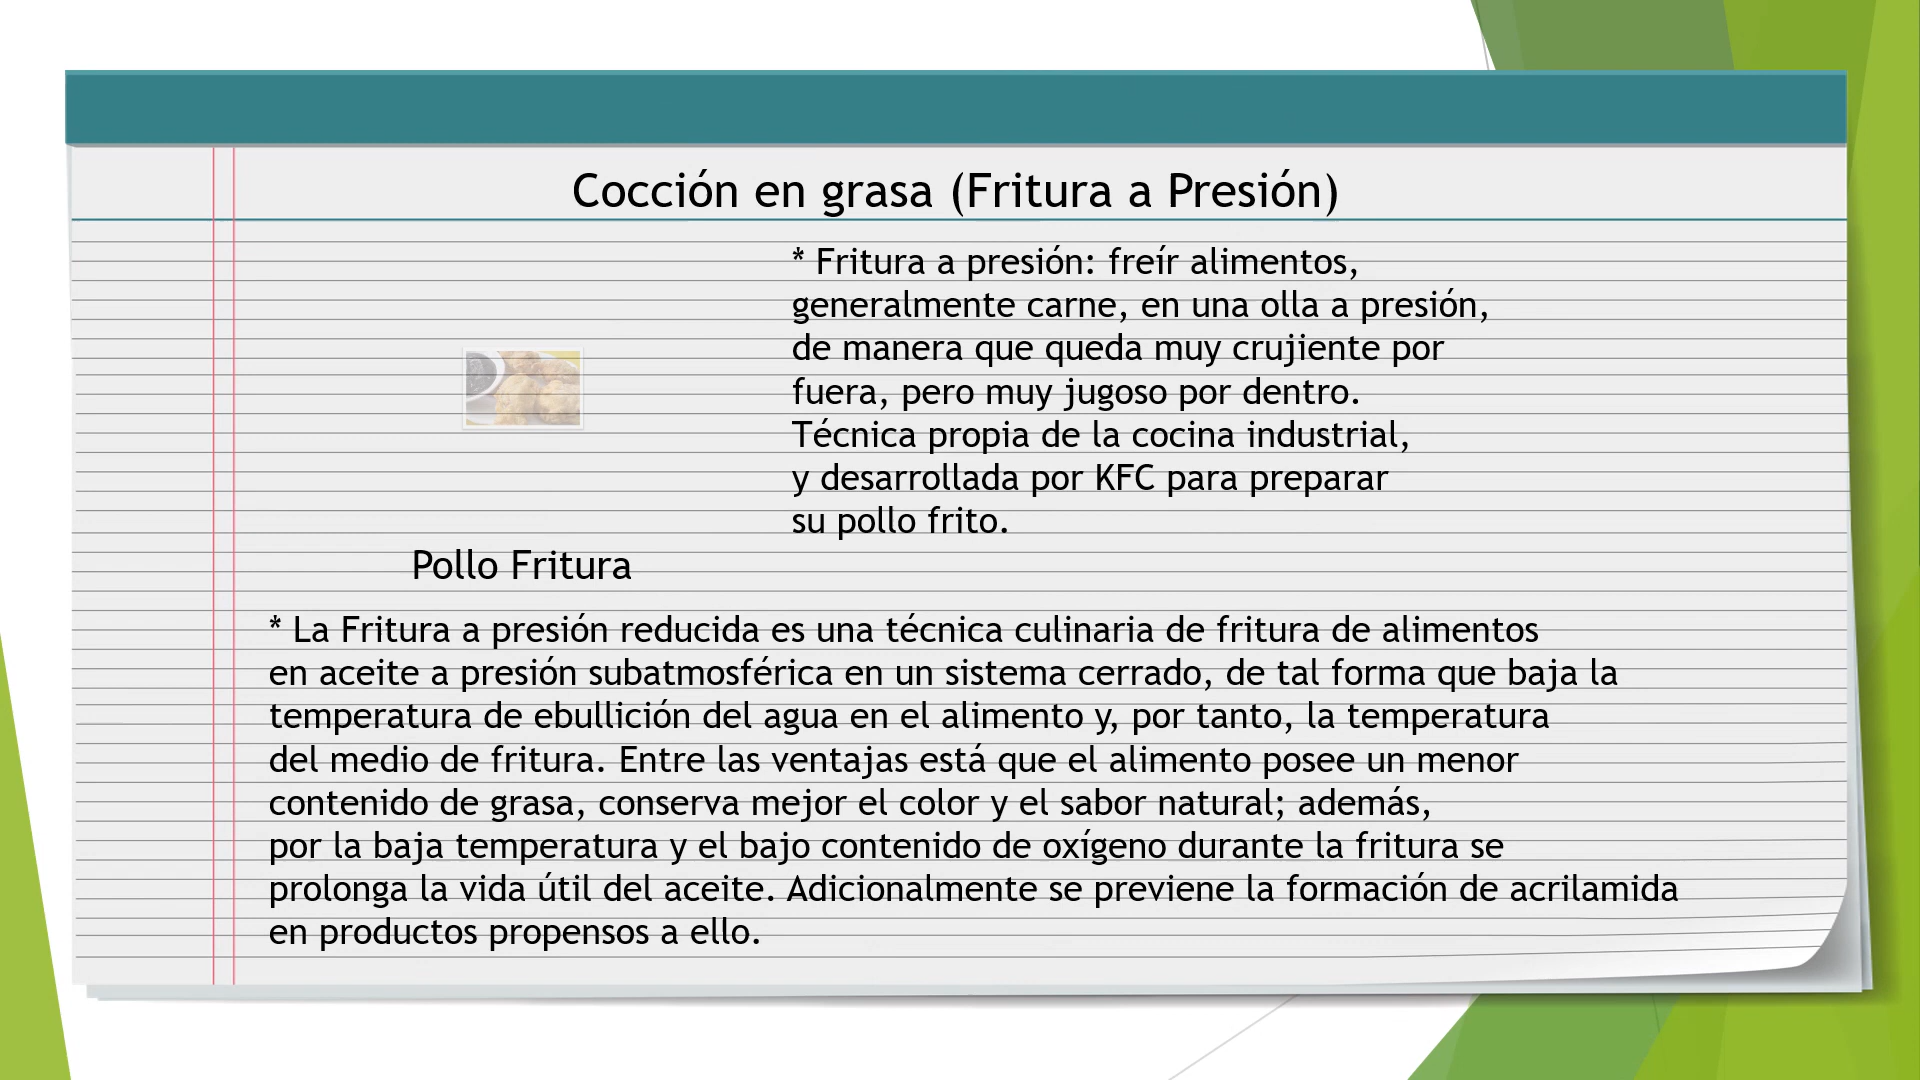 Cocción en grasa (Fritura a Presión)
* Fritura a presión: freír alimentos,
generalmente carne, en una olla a presión,
de manera que queda muy crujiente por
fuera, pero muy jugoso por dentro.
Técnica propia de la cocina industrial,
y desarrollada por KFC para preparar
su pollo frito.
Pollo Fritura
* La Fritura a presión reducida es una técnica culinaria de fritura de alimentos
en aceite a presión subatmosférica en un sistema cerrado, de tal forma que baja la
temperatura de ebullición del agua en el alimento y, por tanto, la temperatura
del medio de fritura. Entre las ventajas está que el alimento posee un menor
contenido de grasa, conserva mejor el color y el sabor natural; además,
por la baja temperatura y el bajo contenido de oxígeno durante la fritura se
prolonga la vida útil del aceite. Adicionalmente se previene la formación de acrilamida
en productos propensos a ello.